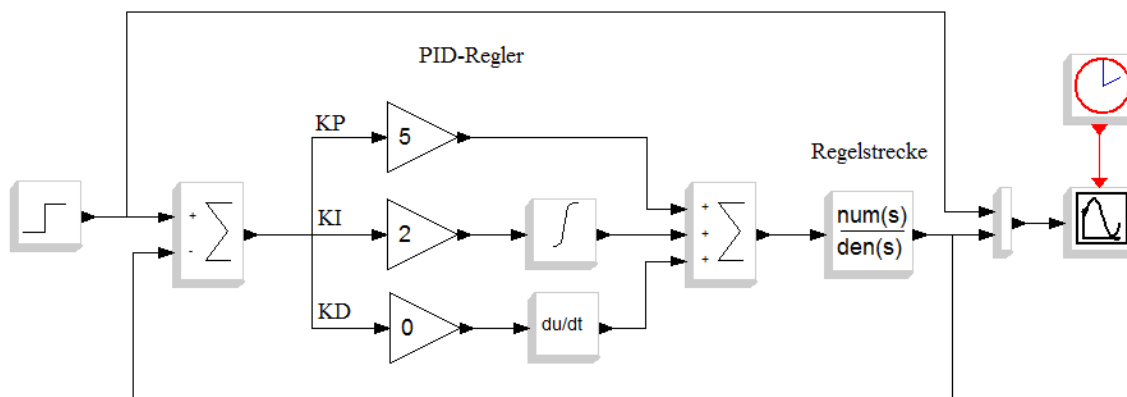 PID-Regler
KP
5
Regelstrecke
+
-
KI
2
+
+
+
num(s)
den(s)
KD
0
du/dt